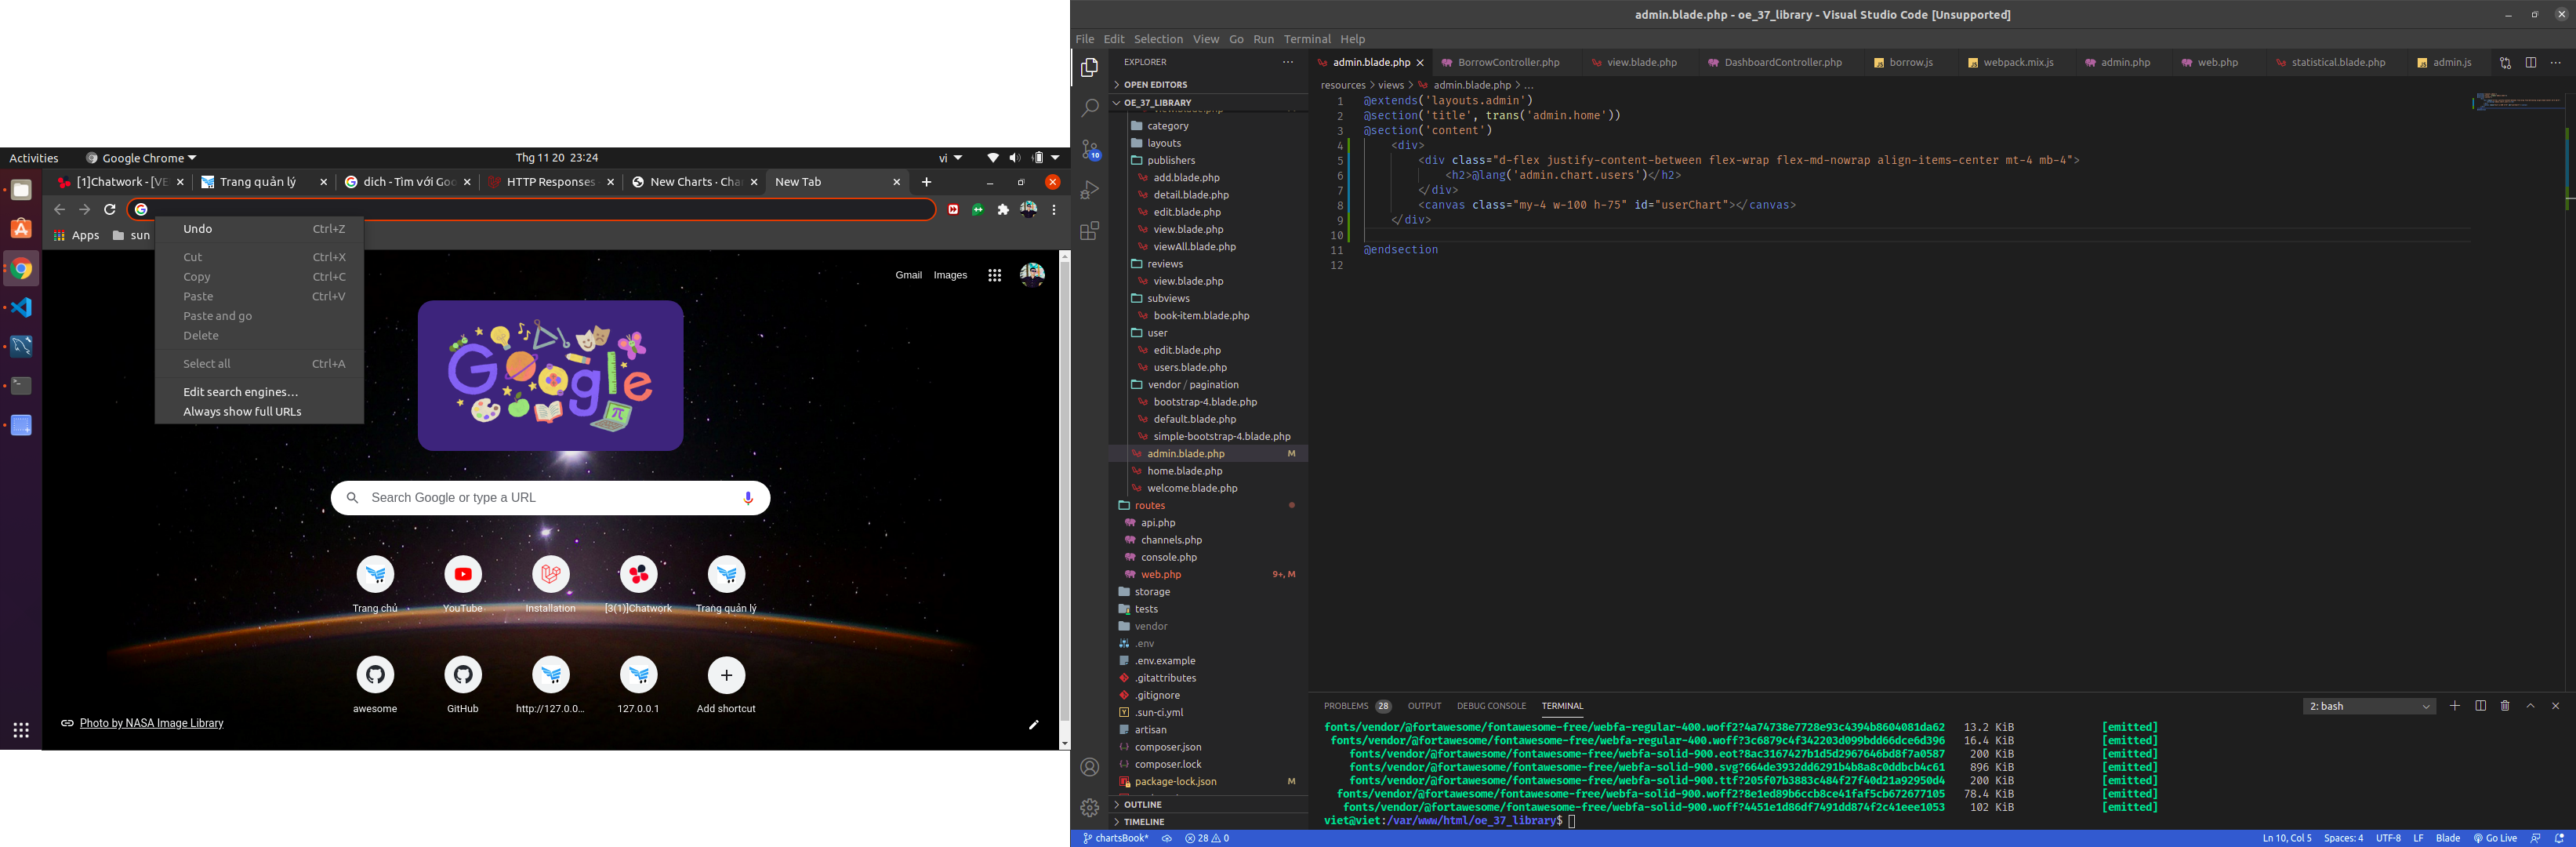 Activities
Google Chrome
Thg 11 20 23:24
vi
[1]Chatwork - [VE
Trang quản lý
dich - Tìm với Goo
HTTP Responses -
New Charts · Cha
New Tab
Apps
sun
Undo Ctrl+Z
Cut Ctrl+X
Copy Ctrl+C
Paste Ctrl+V
Paste and go
Delete
Select all Ctrl+A
Edit search engines…
Always show full URLs
Gmail Images
Google
Search Google or type a URL
Trang chủ
YouTube
Installation
[3(1)]Chatwork
Trang quản lý
awesome
GitHub
http://127.0.0...
127.0.0.1
Add shortcut
Photo by NASA Image Library
admin.blade.php - oe_37_library - Visual Studio Code [Unsupported]
File Edit Selection View Go Run Terminal Help
EXPLORER
OPEN EDITORS
OE_37_LIBRARY
category
layouts
publishers
add.blade.php
detail.blade.php
edit.blade.php
view.blade.php
viewAll.blade.php
reviews
view.blade.php
subviews
book-item.blade.php
user
edit.blade.php
users.blade.php
vendor / pagination
bootstrap-4.blade.php
default.blade.php
simple-bootstrap-4.blade.php
admin.blade.php M
home.blade.php
welcome.blade.php
routes
api.php
channels.php
console.php
web.php 9+, M
storage
tests
vendor
.env
.env.example
.gitattributes
.gitignore
.sun-ci.yml
artisan
composer.json
composer.lock
package-lock.json M
OUTLINE
TIMELINE
10
admin.blade.php
BorrowController.php
view.blade.php
DashboardController.php
borrow.js
webpack.mix.js
admin.php
web.php
statistical.blade.php
admin.js
resources > views > admin.blade.php > ...
1 @extends('layouts.admin')
2 @section('title', trans('admin.home'))
3 @section('content')
4 <div>
5 <div class="d-flex justify-content-between flex-wrap flex-md-nowrap align-items-center mt-4 mb-4">
6 <h2>@lang('admin.chart.users')</h2>
7 </div>
8 <canvas class="my-4 w-100 h-75" id="userChart"></canvas>
9 </div>
10
11 @endsection
12
PROBLEMS 28 OUTPUT DEBUG CONSOLE TERMINAL
2: bash
fonts/vendor/@fortawesome/fontawesome-free/webfa-regular-400.woff2?4a74738e7728e93c4394b8604081da62 13.2 KiB [emitted]
fonts/vendor/@fortawesome/fontawesome-free/webfa-regular-400.woff?3c6879c4f342203d099bdd66dce6d396 16.4 KiB [emitted]
fonts/vendor/@fortawesome/fontawesome-free/webfa-solid-900.eot?8ac3167427b1d5d2967646bd8f7a0587 200 KiB [emitted]
fonts/vendor/@fortawesome/fontawesome-free/webfa-solid-900.svg?664de3932dd6291b4b8a8c0ddbcb4c61 896 KiB [emitted]
fonts/vendor/@fortawesome/fontawesome-free/webfa-solid-900.ttf?205f07b3883c484f27f40d21a92950d4 200 KiB [emitted]
fonts/vendor/@fortawesome/fontawesome-free/webfa-solid-900.woff2?8e1ed89b6ccb8ce41faf5cb672677105 78.4 KiB [emitted]
fonts/vendor/@fortawesome/fontawesome-free/webfa-solid-900.woff?4451e1d86df7491dd874f2c41eee1053 102 KiB [emitted]
viet@viet:/var/www/html/oe_37_library$
chartsBook* 28 0
Ln 10, Col 5 Spaces: 4 UTF-8 LF Blade Go Live